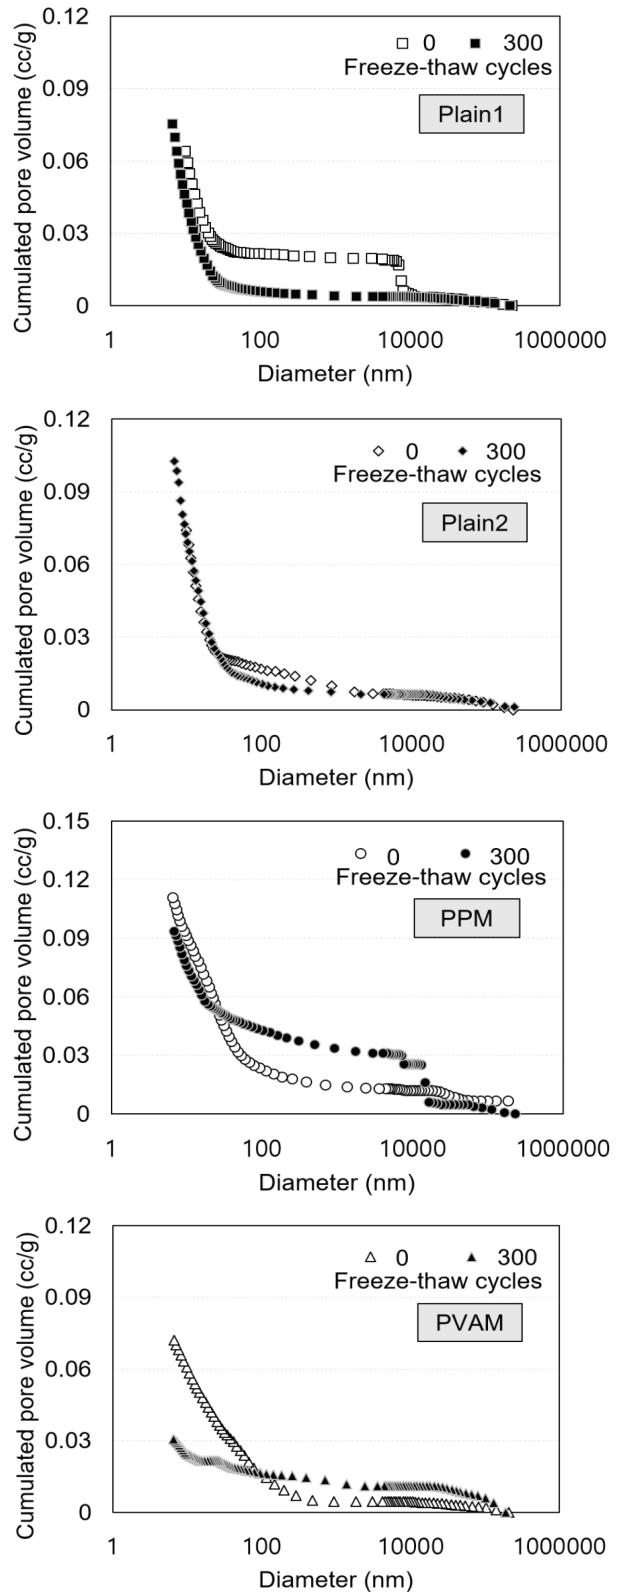 Cumulated pore volume (cc/g)
0.12
0.09
0.06
0.03
0
0 300
Freeze-thaw cycles
Plain1
1 100 10000 1000000
Diameter (nm)
Cumulated pore volume (cc/g)
0.12
0.09
0.06
0.03
0
0 300
Freeze-thaw cycles
Plain2
1 100 10000 1000000
Diameter (nm)
Cumulated pore volume (cc/g)
0.15
0.12
0.09
0.06
0.03
0
0 300
Freeze-thaw cycles
PPM
1 100 10000 1000000
Diameter (nm)
Cumulated pore volume (cc/g)
0.12
0.09
0.06
0.03
0
0 300
Freeze-thaw cycles
PVAM
1 100 10000 1000000
Diameter (nm)